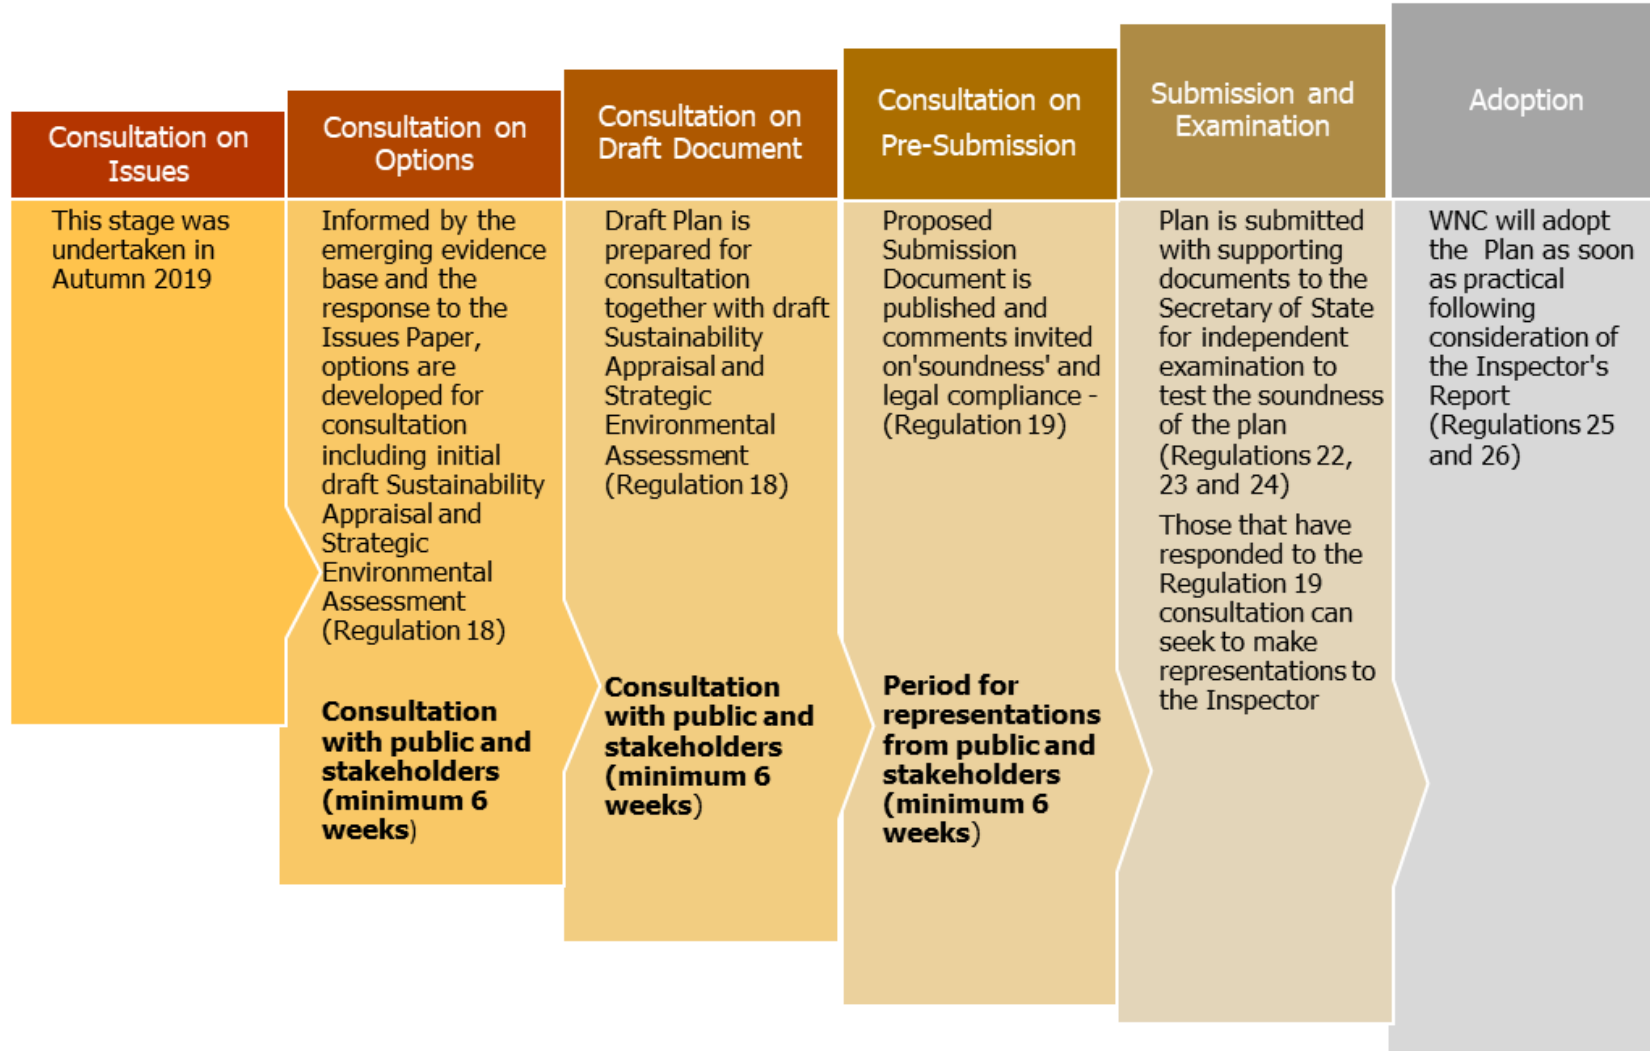 Consultation on
Issues
This stage was
undertaken in
Autumn 2019
Consultation on
Options
Informed by the
emerging evidence
base and the
response to the
Issues Paper,
options are
developed for
consultation
including initial
draft Sustainability
Appraisal and
Strategic
Environmental
Assessment
(Regulation 18)
Consultation
with public and
stakeholders
(minimum 6
weeks)
Consultation on
Draft Document
Draft Plan is
prepared for
consultation
together with draft
Sustainability
Appraisal and
Strategic
Environmental
Assessment
(Regulation 18)
Consultation
with public and
stakeholders
(minimum 6
weeks)
Consultation on
Pre-Submission
Proposed
Submission
Document is
published and
comments invited
on'soundness' and
legal compliance -
(Regulation 19)
Period for
representations
from public and
stakeholders
(minimum 6
weeks)
Submission and
Examination
Plan is submitted
with supporting
documents to the
Secretary of State
for independent
examination to
test the soundness
of the plan
(Regulations 22,
23 and 24)
Those that have
responded to the
Regulation 19
consultation can
seek to make
representations to
the Inspector
Adoption
WNC will adopt
the Plan as soon
as practical
following
consideration of
the Inspector's
Report
(Regulations 25
and 26)